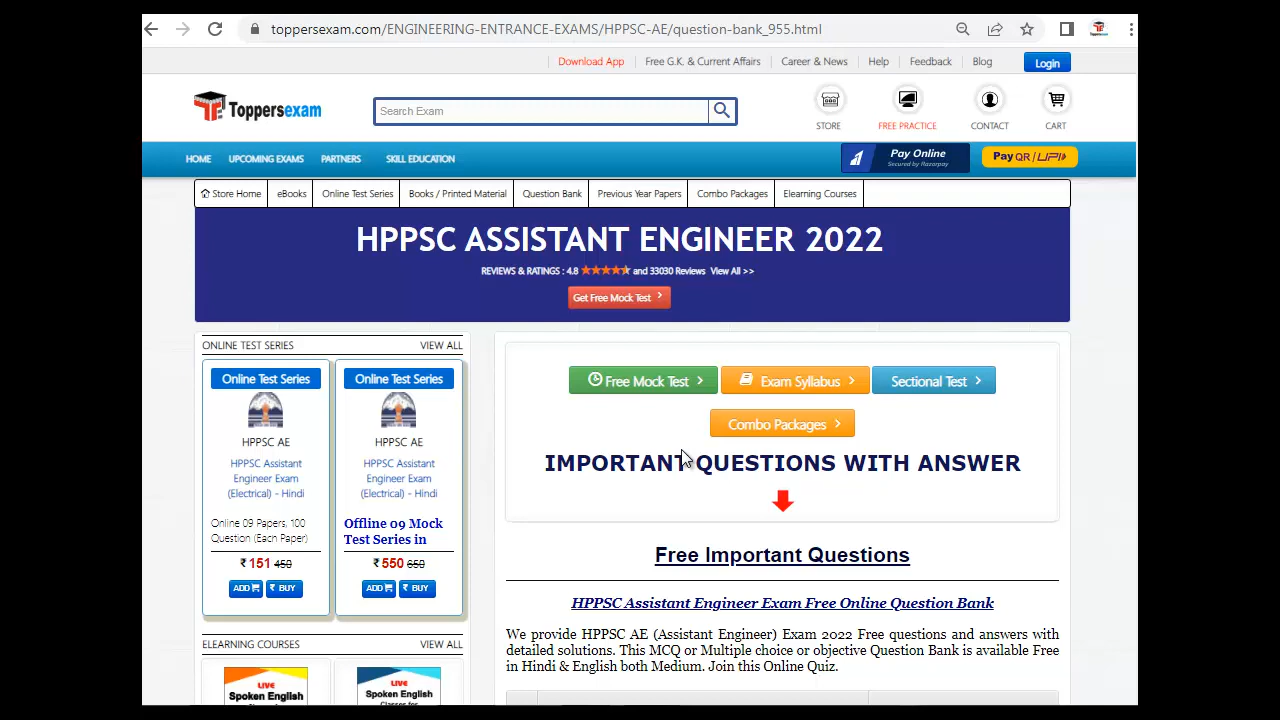 toppersexam.com/ENGINEERING-ENTRANCE-EXAMS/HPPSC-AE/question-bank_955.html
Download App
Free G.K. & Current Affairs
Career & News
Help
Feedback
Blog
Login
Toppersexam
Search Exam
STORE
FREE PRACTICE
CONTACT
CART
HOME
UPCOMING EXAMS
PARTNERS
SKILL EDUCATION
Pay Online
Secured by Razorpay
Pay QR / UPI
Store Home
eBooks
Online Test Series
Books / Printed Material
Question Bank
Previous Year Papers
Combo Packages
Elearning Courses
HPPSC ASSISTANT ENGINEER 2022
REVIEWS & RATINGS : 4.8 and 33030 Reviews View All >>
Get Free Mock Test
ONLINE TEST SERIES
VIEW ALL
Online Test Series
HPPSC AE
HPPSC Assistant
Engineer Exam
(Electrical) - Hindi
Online 09 Papers, 100
Question (Each Paper)
₹ 151 450
ADD
₹ BUY
Online Test Series
HPPSC AE
HPPSC Assistant
Engineer Exam
(Electrical) - Hindi
Offline 09 Mock
Test Series in
₹ 550 650
ADD
₹ BUY
ELEARNING COURSES
VIEW ALL
LIVE
Spoken English
LIVE
Spoken English
Free Mock Test
Exam Syllabus
Sectional Test
Combo Packages
IMPORTANT QUESTIONS WITH ANSWER
Free Important Questions
HPPSC Assistant Engineer Exam Free Online Question Bank
We provide HPPSC AE (Assistant Engineer) Exam 2022 Free questions and answers with
detailed solutions. This MCQ or Multiple choice or objective Question Bank is available Free
in Hindi & English both Medium. Join this Online Quiz.